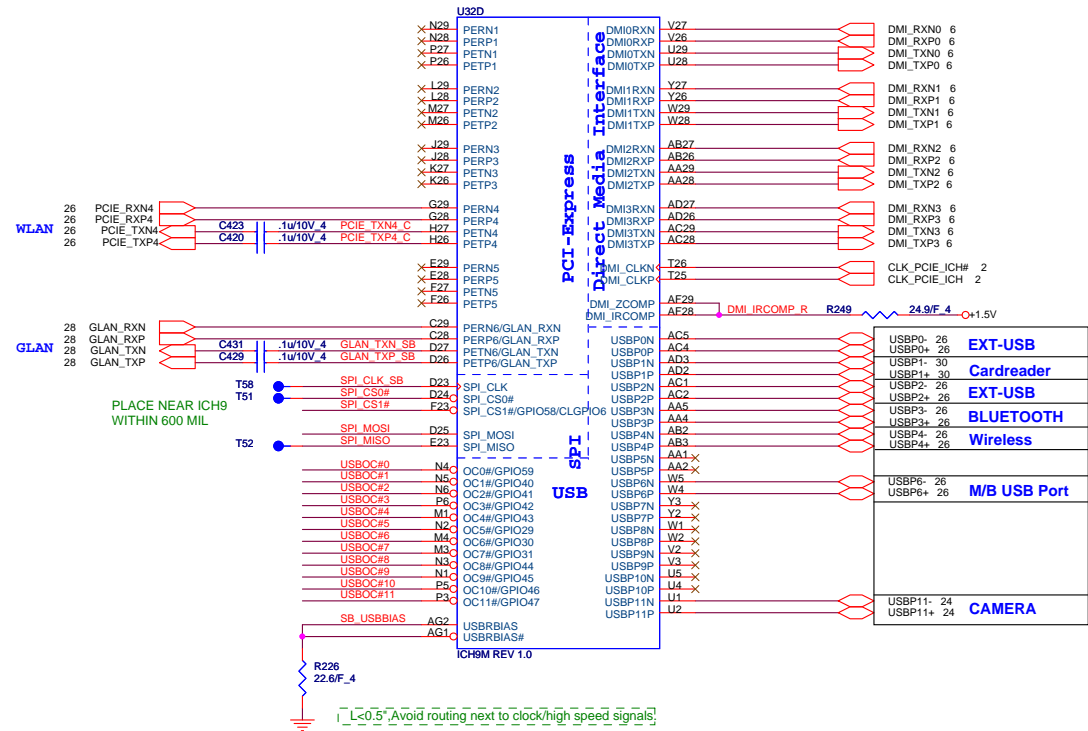 U32D
N29 PERN1
N28 PERP1
P27 PETN1
P26 PETP1
L29 PERN2
L28 PERP2
M27 PETN2
M26 PETP2
J29 PERN3
J28 PERP3
K27 PETN3
K26 PETP3
WLAN
26 PCIE_RXN4 G29 PERN4
26 PCIE_RXP4 G28 PERP4
26 PCIE_TXN4 C423 .1u/10V_4 PCIE_TXN4_C H27 PETN4
26 PCIE_TXP4 C420 .1u/10V_4 PCIE_TXP4_C H26 PETP4
E29 PERN5
E28 PERP5
F27 PETN5
F26 PETP5
GLAN
28 GLAN_RXN C29 PERN6/GLAN_RXN
28 GLAN_RXP C28 PERP6/GLAN_RXP
28 GLAN_TXN C431 .1u/10V_4 GLAN_TXN_SB D27 PETN6/GLAN_TXN
28 GLAN_TXP C429 .1u/10V_4 GLAN_TXP_SB D26 PETP6/GLAN_TXP
T58 SPI_CLK_SB D23 SPI_CLK
T51 SPI_CS0# D24 SPI_CS0#
SPI_CS1# F23 SPI_CS1#/GPIO58/CLGPIO6
PLACE NEAR ICH9
WITHIN 600 MIL
SPI_MOSI D25 SPI_MOSI
T52 SPI_MISO E23 SPI_MISO
USBOC#0 N4 OC0#/GPIO59
USBOC#1 N5 OC1#/GPIO40
USBOC#2 N6 OC2#/GPIO41
USBOC#3 P6 OC3#/GPIO42
USBOC#4 M1 OC4#/GPIO43
USBOC#5 N2 OC5#/GPIO29
USBOC#6 M4 OC6#/GPIO30
USBOC#7 M3 OC7#/GPIO31
USBOC#8 N3 OC8#/GPIO44
USBOC#9 N1 OC9#/GPIO45
USBOC#10 P5 OC10#/GPIO46
USBOC#11 P3 OC11#/GPIO47
SB_USBBIAS AG2 USBRBIAS
AG1 USBRBIAS#
ICH9M REV 1.0
R226
22.6/F_4
L<0.5",Avoid routing next to clock/high speed signals.
PCI-Express
Direct Media Interface
SPI
USB
DMI0RXN V27 DMI_RXN0 6
DMI0RXP V26 DMI_RXP0 6
DMI0TXN U29 DMI_TXN0 6
DMI0TXP U28 DMI_TXP0 6
DMI1RXN Y27 DMI_RXN1 6
DMI1RXP Y26 DMI_RXP1 6
DMI1TXN W29 DMI_TXN1 6
DMI1TXP W28 DMI_TXP1 6
DMI2RXN AB27 DMI_RXN2 6
DMI2RXP AB26 DMI_RXP2 6
DMI2TXN AA29 DMI_TXN2 6
DMI2TXP AA28 DMI_TXP2 6
DMI3RXN AD27 DMI_RXN3 6
DMI3RXP AD26 DMI_RXP3 6
DMI3TXN AC29 DMI_TXN3 6
DMI3TXP AC28 DMI_TXP3 6
DMI_CLKN T26 CLK_PCIE_ICH# 2
DMI_CLKP T25 CLK_PCIE_ICH 2
DMI_ZCOMP AF29
DMI_IRCOMP AF28 DMI_IRCOMP_R R249 24.9/F_4 +1.5V
USBP0N AC5 USBP0- 26
USBP0P AC4 USBP0+ 26
EXT-USB
USBP1N AD3 USBP1- 30
USBP1P AD2 USBP1+ 30
Cardreader
USBP2N AC1 USBP2- 26
USBP2P AC2 USBP2+ 26
EXT-USB
USBP3N AA5 USBP3- 26
USBP3P AA4 USBP3+ 26
BLUETOOTH
USBP4N AB2 USBP4- 26
USBP4P AB3 USBP4+ 26
Wireless
USBP5N AA1
USBP5P AA2
USBP6N W5 USBP6- 26
USBP6P W4 USBP6+ 26
M/B USB Port
USBP7N Y3
USBP7P Y2
USBP8N W1
USBP8P W2
USBP9N V2
USBP9P V3
USBP10N U5
USBP10P U4
USBP11N U1 USBP11- 24
USBP11P U2 USBP11+ 24
CAMERA